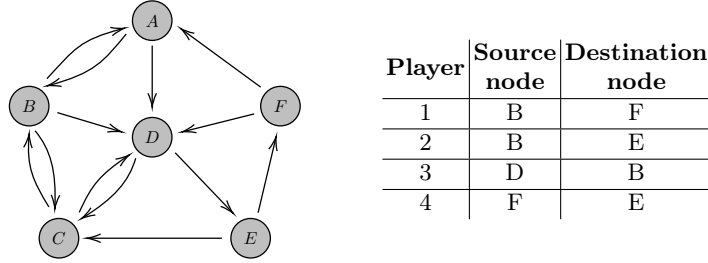 A
B
F
D
C
E
Player Source node Destination node
1 B F
2 B E
3 D B
4 F E